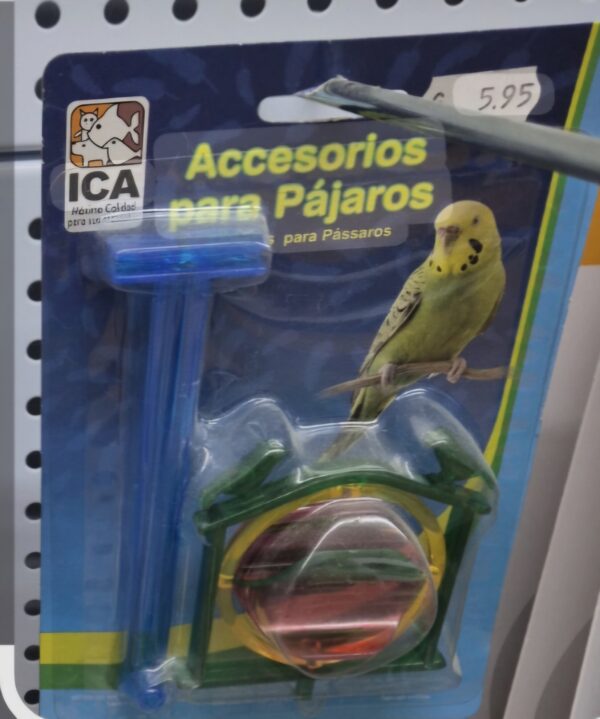 5.95
ICA
Accesorios
para Pájaros
para Pássaros